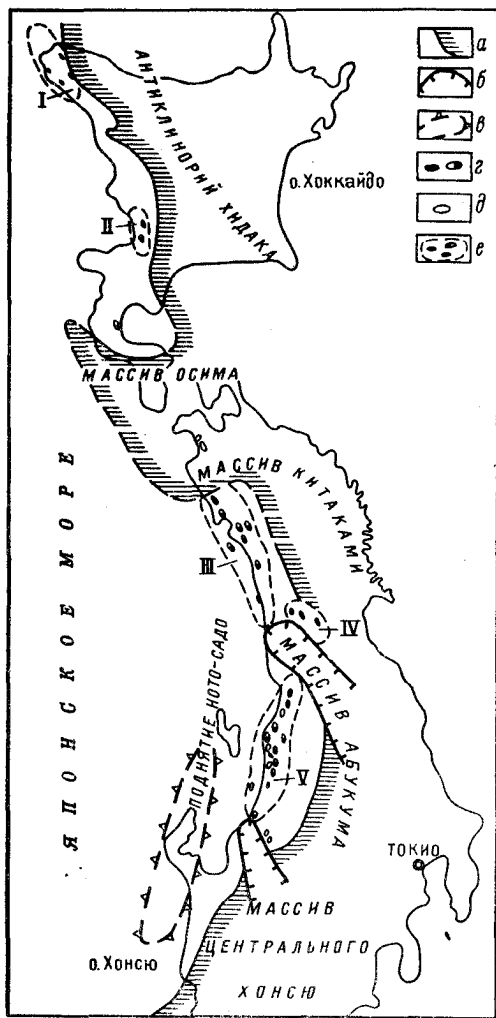 а
б
в
г
д
е
I
АНТИКЛИНОРИЙ ХИДАКА
о. Хоккайдо
II
МАССИВ ОСИМА
ЯПОНСКОЕ МОРЕ
МАССИВ КИТАКАМИ
III
IV
МАССИВ АБУКУМА
ПОДНЯТИЕ НОТО-САДО
V
ТОКИО
о. Хонсю
МАССИВ
ЦЕНТРАЛЬНОГО
ХОНСЮ